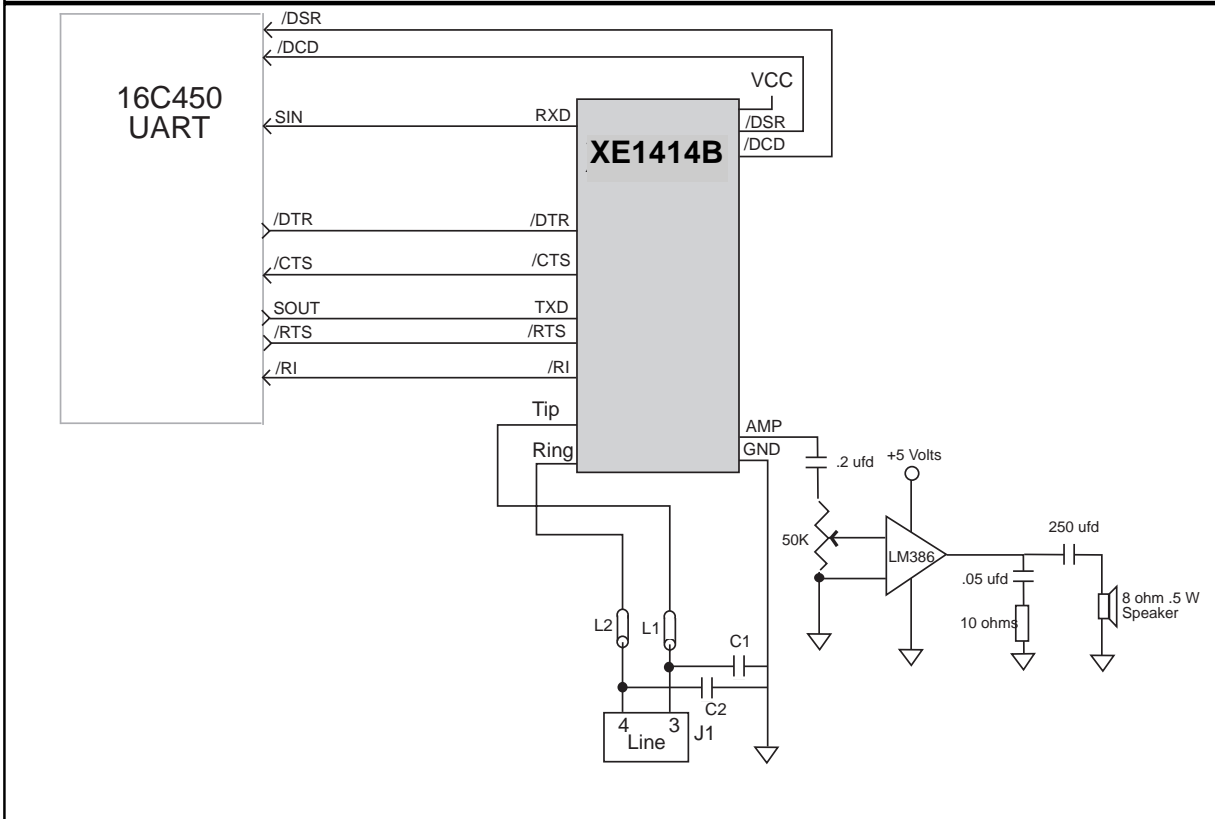 /DSR
/DCD
16C450
UART
VCC
SIN
RXD
/DSR
XE1414B
/DCD
/DTR
/DTR
/CTS
/CTS
SOUT
TXD
/RTS
/RTS
/RI
/RI
Tip
AMP
Ring
GND
.2 ufd
+5 Volts
50K
LM386
250 ufd
.05 ufd
8 ohm .5 W
Speaker
10 ohms
L2
L1
C1
C2
4
3
J1
Line